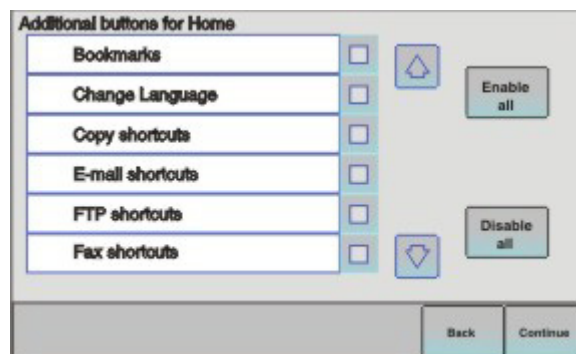 Additional buttons for Home
Bookmarks
Change Language
Copy shortcuts
E-mail shortcuts
FTP shortcuts
Fax shortcuts
Enable
all
Disable
all
Back
Continue